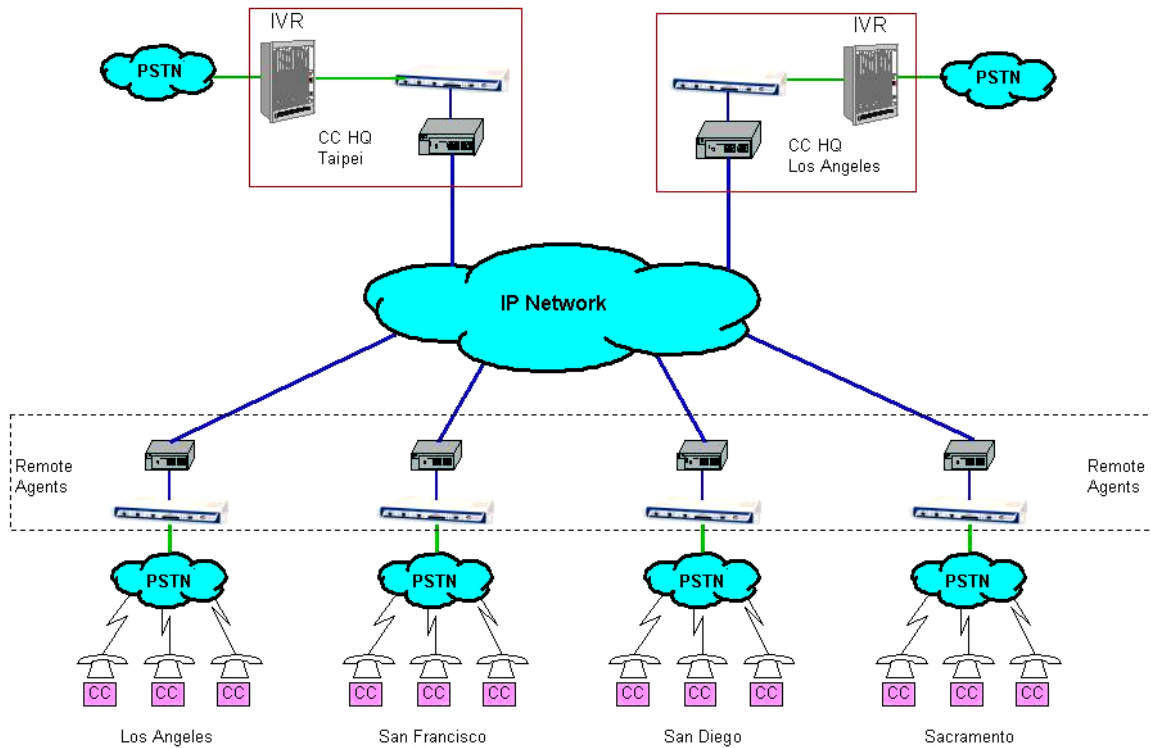 IVR
IVR
PSTN
PSTN
CC HQ
Taipei
CC HQ
Los Angeles
IP Network
Remote
Agents
Remote
Agents
PSTN
PSTN
PSTN
PSTN
CC
CC
CC
CC
CC
CC
CC
CC
CC
CC
CC
CC
Los Angeles
San Francisco
San Diego
Sacramento